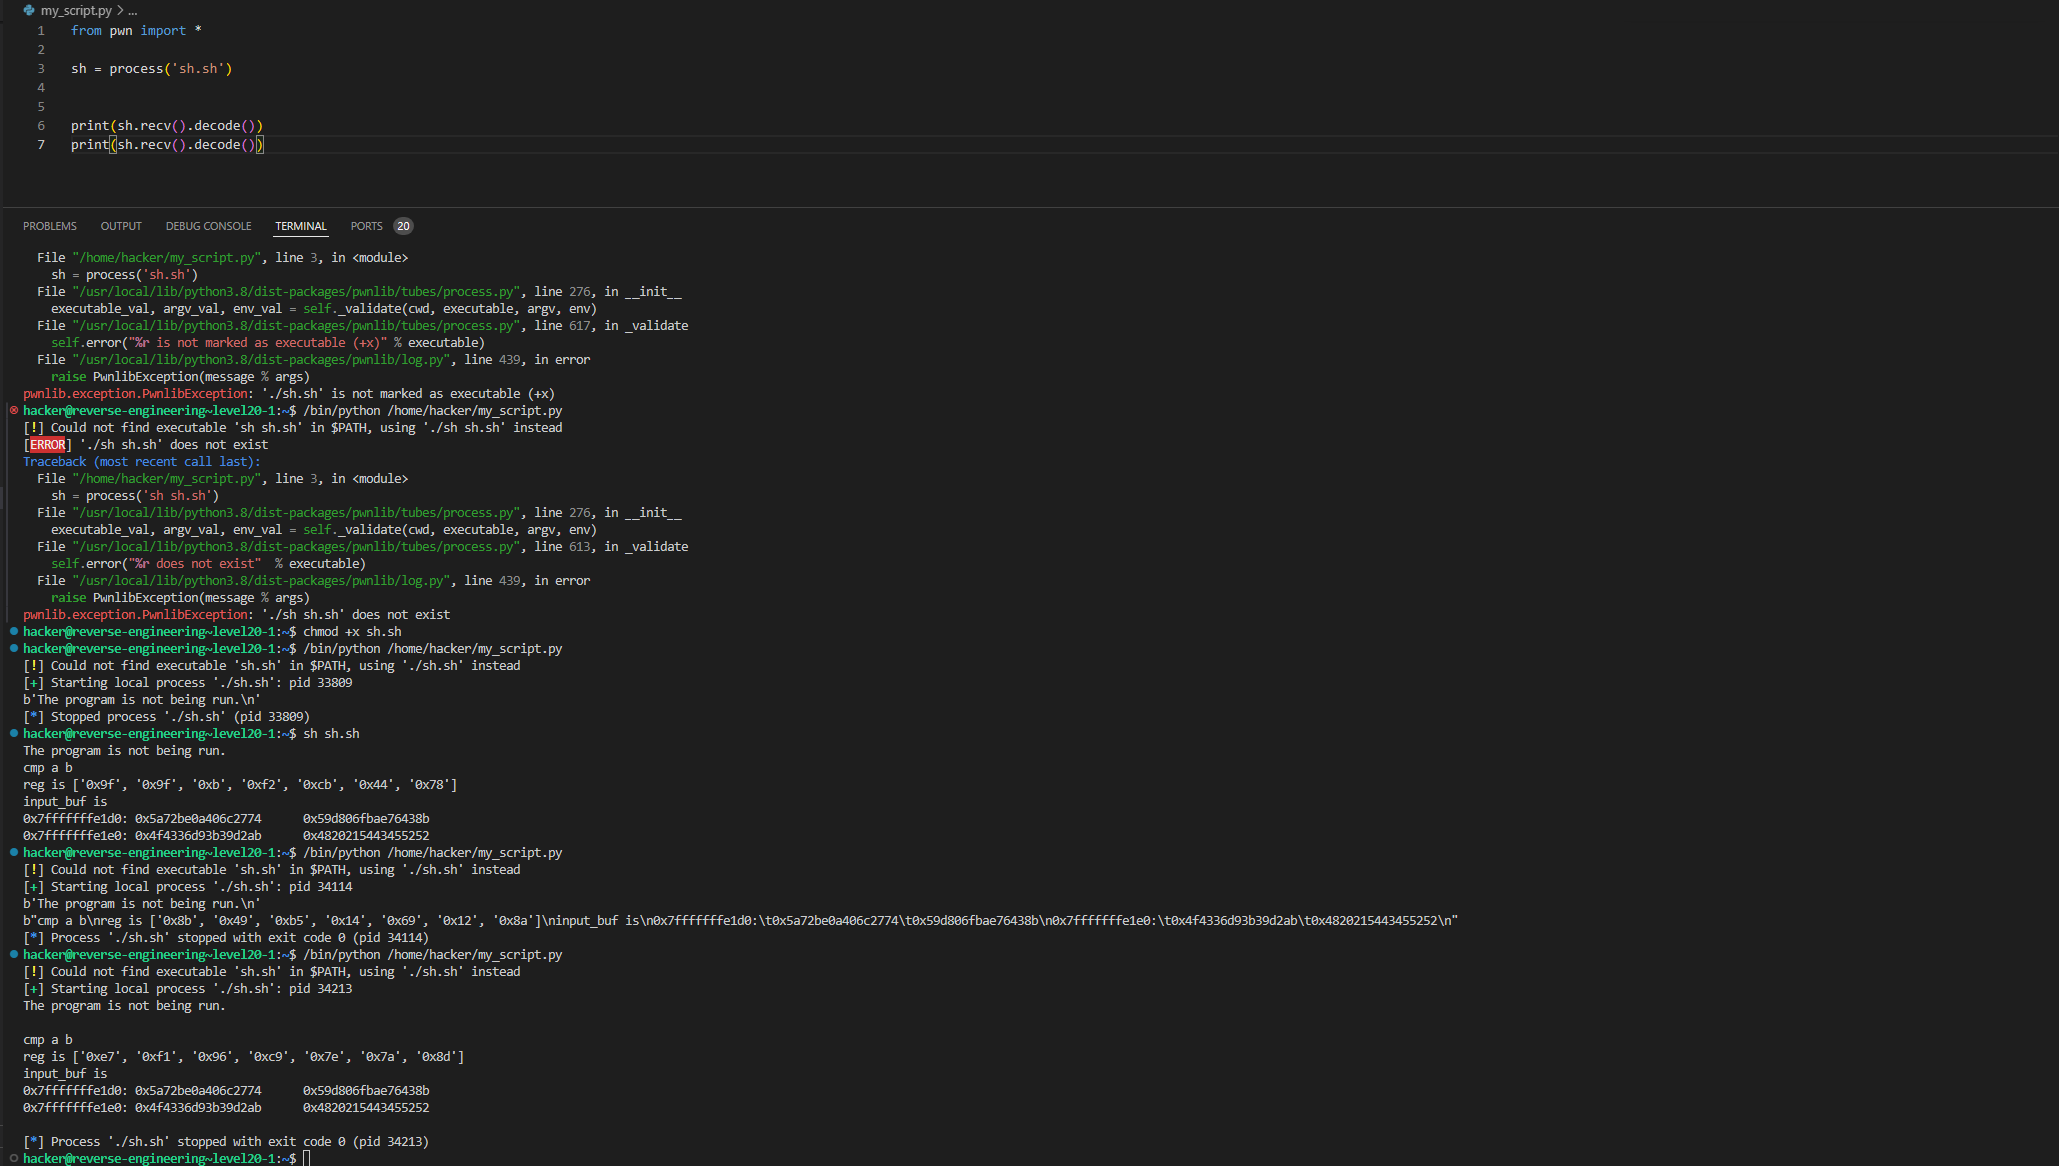 my_script.py > ...
1 from pwn import *
2
3 sh = process('sh.sh')
4
5
6 print(sh.recv().decode())
7 print(sh.recv().decode())
PROBLEMS OUTPUT DEBUG CONSOLE TERMINAL PORTS 20
File "/home/hacker/my_script.py", line 3, in <module>
sh = process('sh.sh')
File "/usr/local/lib/python3.8/dist-packages/pwnlib/tubes/process.py", line 276, in __init__
executable_val, argv_val, env_val = self._validate(cwd, executable, argv, env)
File "/usr/local/lib/python3.8/dist-packages/pwnlib/tubes/process.py", line 617, in _validate
self.error("%r is not marked as executable (+x)" % executable)
File "/usr/local/lib/python3.8/dist-packages/pwnlib/log.py", line 439, in error
raise PwnlibException(message % args)
pwnlib.exception.PwnlibException: './sh.sh' is not marked as executable (+x)
hacker@reverse-engineering~level20-1:~$ /bin/python /home/hacker/my_script.py
[!] Could not find executable 'sh sh.sh' in $PATH, using './sh sh.sh' instead
[ERROR] './sh sh.sh' does not exist
Traceback (most recent call last):
File "/home/hacker/my_script.py", line 3, in <module>
sh = process('sh sh.sh')
File "/usr/local/lib/python3.8/dist-packages/pwnlib/tubes/process.py", line 276, in __init__
executable_val, argv_val, env_val = self._validate(cwd, executable, argv, env)
File "/usr/local/lib/python3.8/dist-packages/pwnlib/tubes/process.py", line 613, in _validate
self.error("%r does not exist" % executable)
File "/usr/local/lib/python3.8/dist-packages/pwnlib/log.py", line 439, in error
raise PwnlibException(message % args)
pwnlib.exception.PwnlibException: './sh sh.sh' does not exist
hacker@reverse-engineering~level20-1:~$ chmod +x sh.sh
hacker@reverse-engineering~level20-1:~$ /bin/python /home/hacker/my_script.py
[!] Could not find executable 'sh.sh' in $PATH, using './sh.sh' instead
[+] Starting local process './sh.sh': pid 33809
b'The program is not being run.\n'
[*] Stopped process './sh.sh' (pid 33809)
hacker@reverse-engineering~level20-1:~$ sh sh.sh
The program is not being run.
cmp a b
reg is ['0x9f', '0x9f', '0xb', '0xf2', '0xcb', '0x44', '0x78']
input_buf is
0x7fffffffe1d0: 0x5a72be0a406c2774 0x59d806fbae76438b
0x7fffffffe1e0: 0x4f4336d93b39d2ab 0x4820215443455252
hacker@reverse-engineering~level20-1:~$ /bin/python /home/hacker/my_script.py
[!] Could not find executable 'sh.sh' in $PATH, using './sh.sh' instead
[+] Starting local process './sh.sh': pid 34114
b'The program is not being run.\n'
b"cmp a b\nreg is ['0x8b', '0x49', '0xb5', '0x14', '0x69', '0x12', '0x8a']\ninput_buf is\n0x7fffffffe1d0:\t0x5a72be0a406c2774\t0x59d806fbae76438b\n0x7fffffffe1e0:\t0x4f4336d93b39d2ab\t0x4820215443455252\n"
[*] Process './sh.sh' stopped with exit code 0 (pid 34114)
hacker@reverse-engineering~level20-1:~$ /bin/python /home/hacker/my_script.py
[!] Could not find executable 'sh.sh' in $PATH, using './sh.sh' instead
[+] Starting local process './sh.sh': pid 34213
The program is not being run.
cmp a b
reg is ['0xe7', '0xf1', '0x96', '0xc9', '0x7e', '0x7a', '0x8d']
input_buf is
0x7fffffffe1d0: 0x5a72be0a406c2774 0x59d806fbae76438b
0x7fffffffe1e0: 0x4f4336d93b39d2ab 0x4820215443455252
[*] Process './sh.sh' stopped with exit code 0 (pid 34213)
hacker@reverse-engineering~level20-1:~$